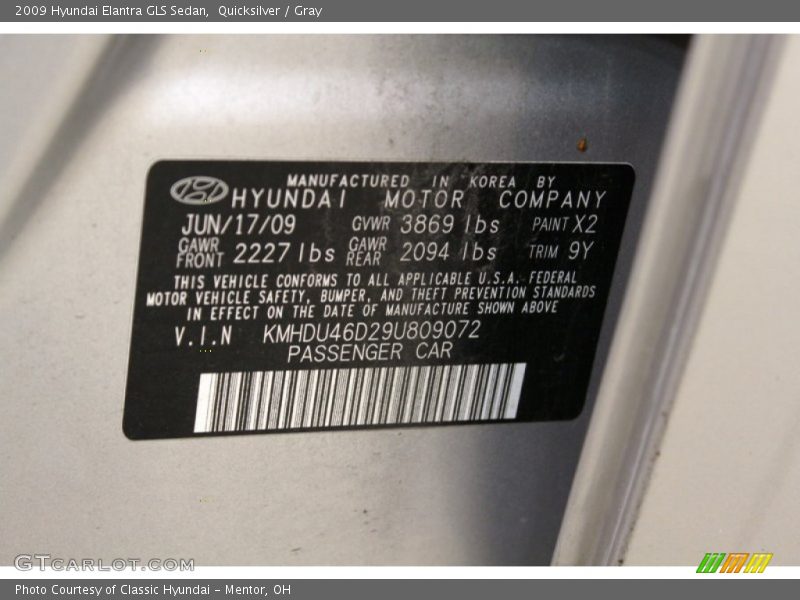 2009 Hyundai Elantra GLS Sedan, Quicksilver / Gray
MANUFACTURED IN KOREA BY
HYUNDAI MOTOR COMPANY
JUN/17/09 GVWR 3869 lbs PAINT X2
GAWR FRONT 2227 lbs GAWR REAR 2094 lbs TRIM 9Y
THIS VEHICLE CONFORMS TO ALL APPLICABLE U.S.A. FEDERAL
MOTOR VEHICLE SAFETY, BUMPER, AND THEFT PREVENTION STANDARDS
IN EFFECT ON THE DATE OF MANUFACTURE SHOWN ABOVE
V.I.N KMHDU46D29U809072
PASSENGER CAR
GTCARLOT.COM
Photo Courtesy of Classic Hyundai - Mentor, OH